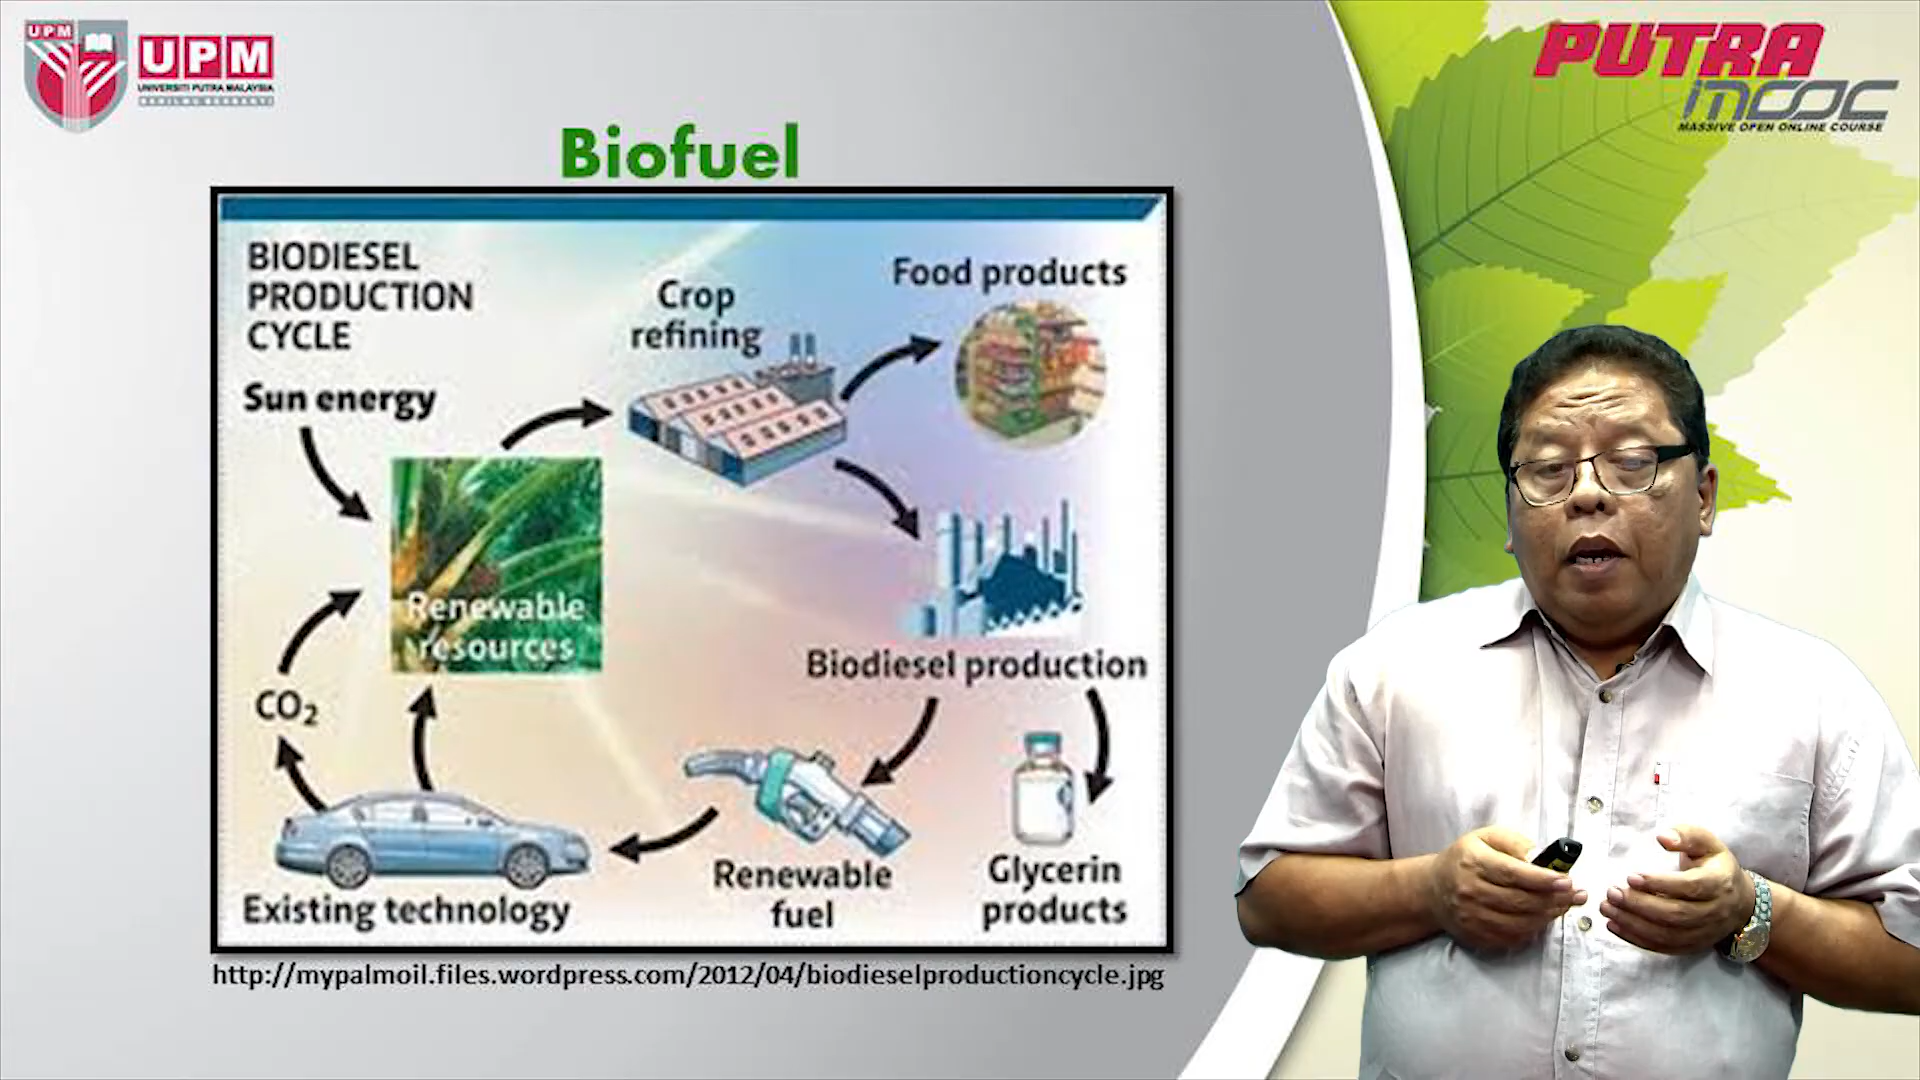 UPM
UPM
UNIVERSITI PUTRA MALAYSIA
BERILMU BERBAKTI
PUTRA
mooc
MASSIVE OPEN ONLINE COURSE
Biofuel
BIODIESEL
PRODUCTION
CYCLE
Crop
refining
Food products
Sun energy
Renewable
resources
Biodiesel production
CO₂
Renewable
fuel
Glycerin
products
Existing technology
http://mypalmoil.files.wordpress.com/2012/04/biodieselproductioncycle.jpg